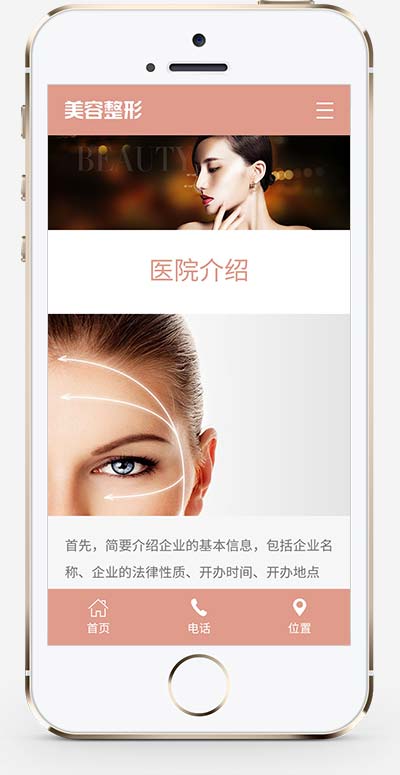 美容整形
BEAUTY
医院介绍
首先，简要介绍企业的基本信息，包括企业名
称、企业的法律性质、开办时间、开办地点
首页
电话
位置